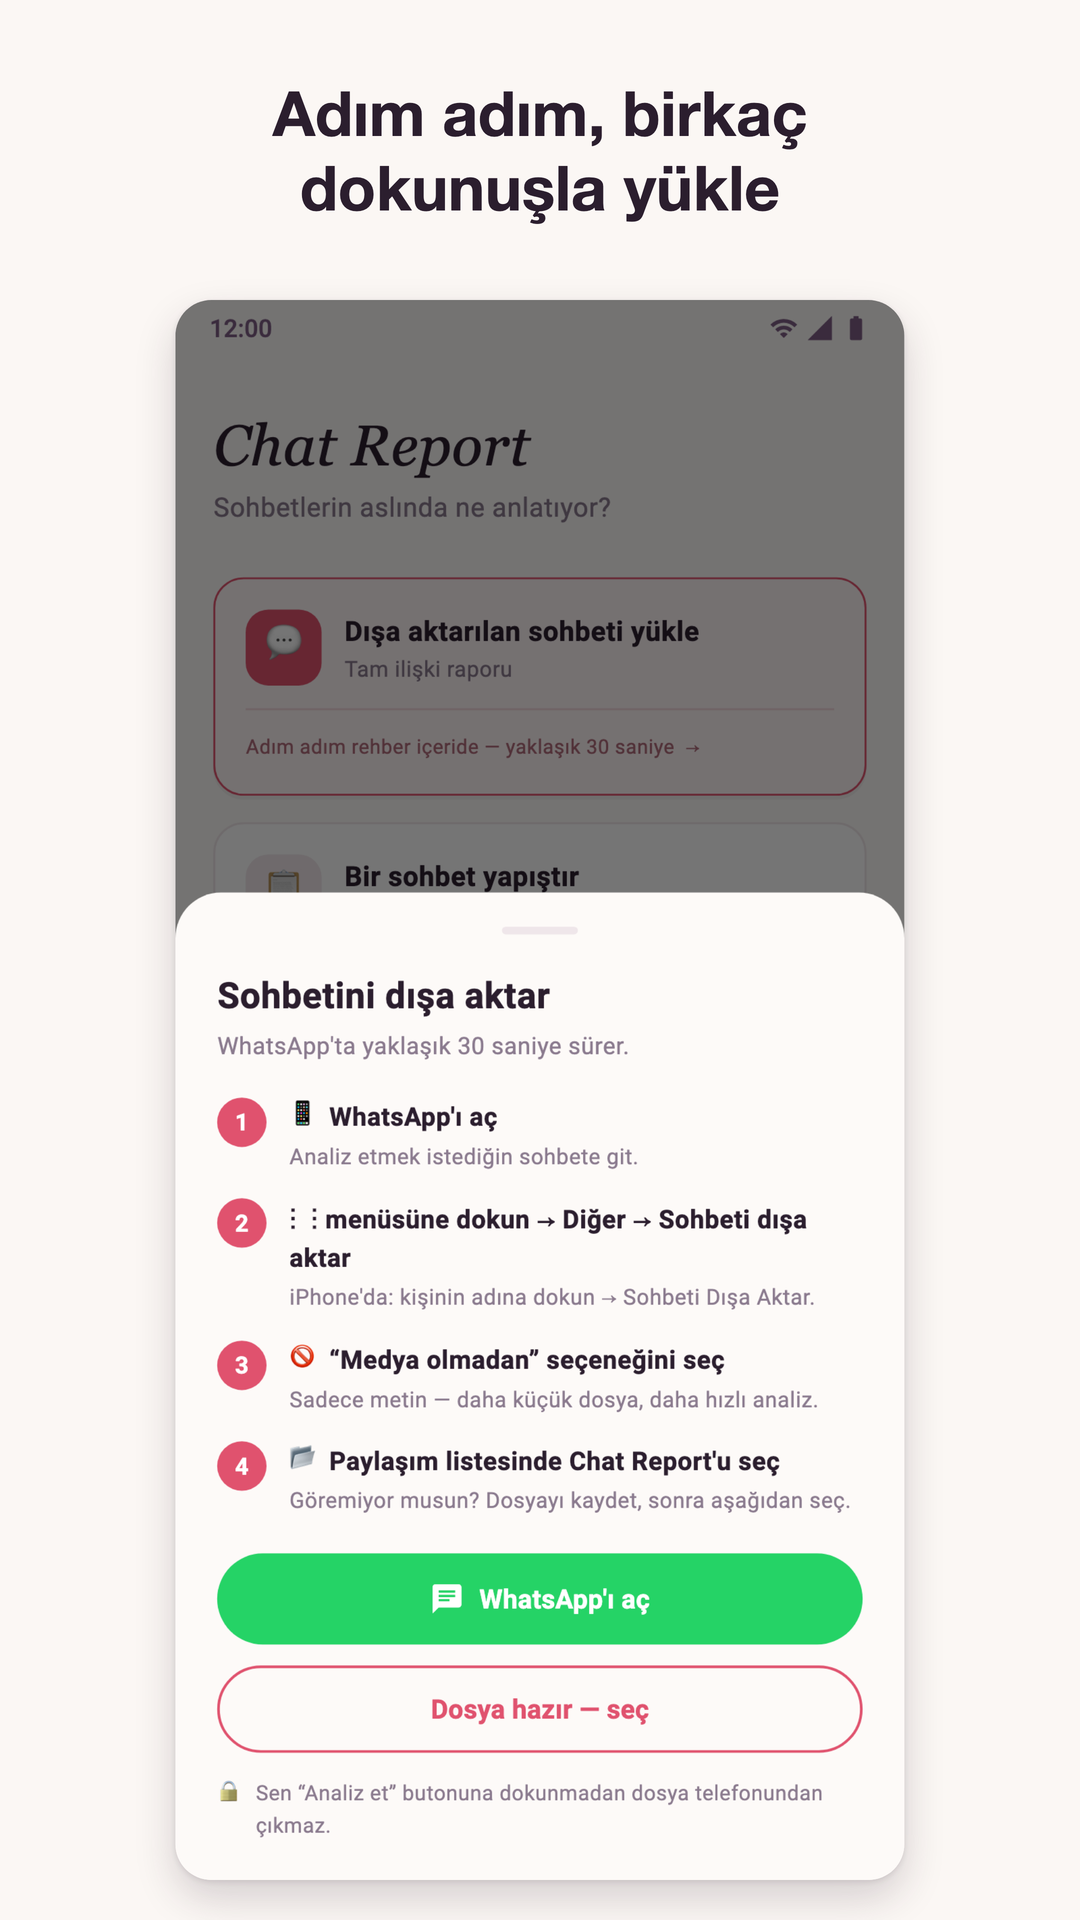 Adım adım, birkaç
dokunuşla yükle
12:00
Chat Report
Sohbetlerin aslında ne anlatıyor?
Dışa aktarılan sohbeti yükle
Tam ilişki raporu
Adım adım rehber içeride — yaklaşık 30 saniye →
Bir sohbet yapıştır
Sohbetini dışa aktar
WhatsApp'ta yaklaşık 30 saniye sürer.
1 📱 WhatsApp'ı aç
Analiz etmek istediğin sohbete git.
2 ⋮ ⋮ menüsüne dokun → Diğer → Sohbeti dışa
aktar
iPhone'da: kişinin adına dokun → Sohbeti Dışa Aktar.
3 🚫 “Medya olmadan” seçeneğini seç
Sadece metin — daha küçük dosya, daha hızlı analiz.
4 📂 Paylaşım listesinde Chat Report'u seç
Göremiyor musun? Dosyayı kaydet, sonra aşağıdan seç.
WhatsApp'ı aç
Dosya hazır — seç
🔒 Sen “Analiz et” butonuna dokunmadan dosya telefonundan
çıkmaz.